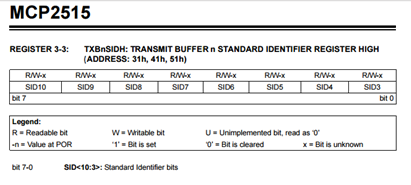 MCP2515
REGISTER 3-3: TXBnSIDH: TRANSMIT BUFFER n STANDARD IDENTIFIER REGISTER HIGH
(ADDRESS: 31h, 41h, 51h)
R/W-x R/W-x R/W-x R/W-x R/W-x R/W-x R/W-x R/W-x
SID10 SID9 SID8 SID7 SID6 SID5 SID4 SID3
bit 7 bit 0
Legend:
R = Readable bit W = Writable bit U = Unimplemented bit, read as ‘0’
-n = Value at POR ‘1’ = Bit is set ‘0’ = Bit is cleared x = Bit is unknown
bit 7-0 SID<10:3>: Standard Identifier bits